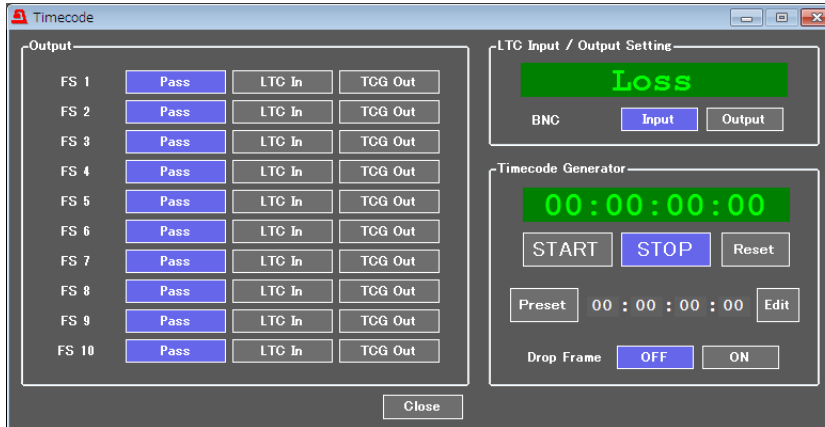 Timecode
Output
FS 1 Pass LTC In TCG Out
FS 2 Pass LTC In TCG Out
FS 3 Pass LTC In TCG Out
FS 4 Pass LTC In TCG Out
FS 5 Pass LTC In TCG Out
FS 6 Pass LTC In TCG Out
FS 7 Pass LTC In TCG Out
FS 8 Pass LTC In TCG Out
FS 9 Pass LTC In TCG Out
FS 10 Pass LTC In TCG Out
LTC Input / Output Setting
Loss
BNC Input Output
Timecode Generator
00:00:00:00
START STOP Reset
Preset 00 : 00 : 00 : 00 Edit
Drop Frame OFF ON
Close